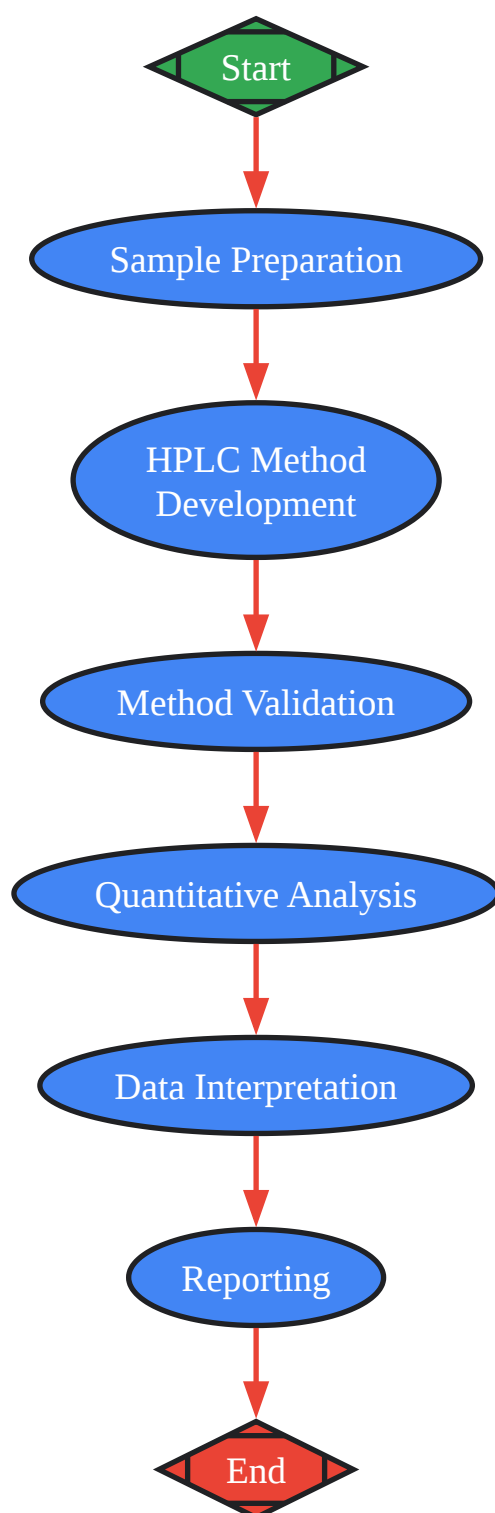 Start
Sample Preparation
HPLC Method
Development
Method Validation
Quantitative Analysis
Data Interpretation
Reporting
End